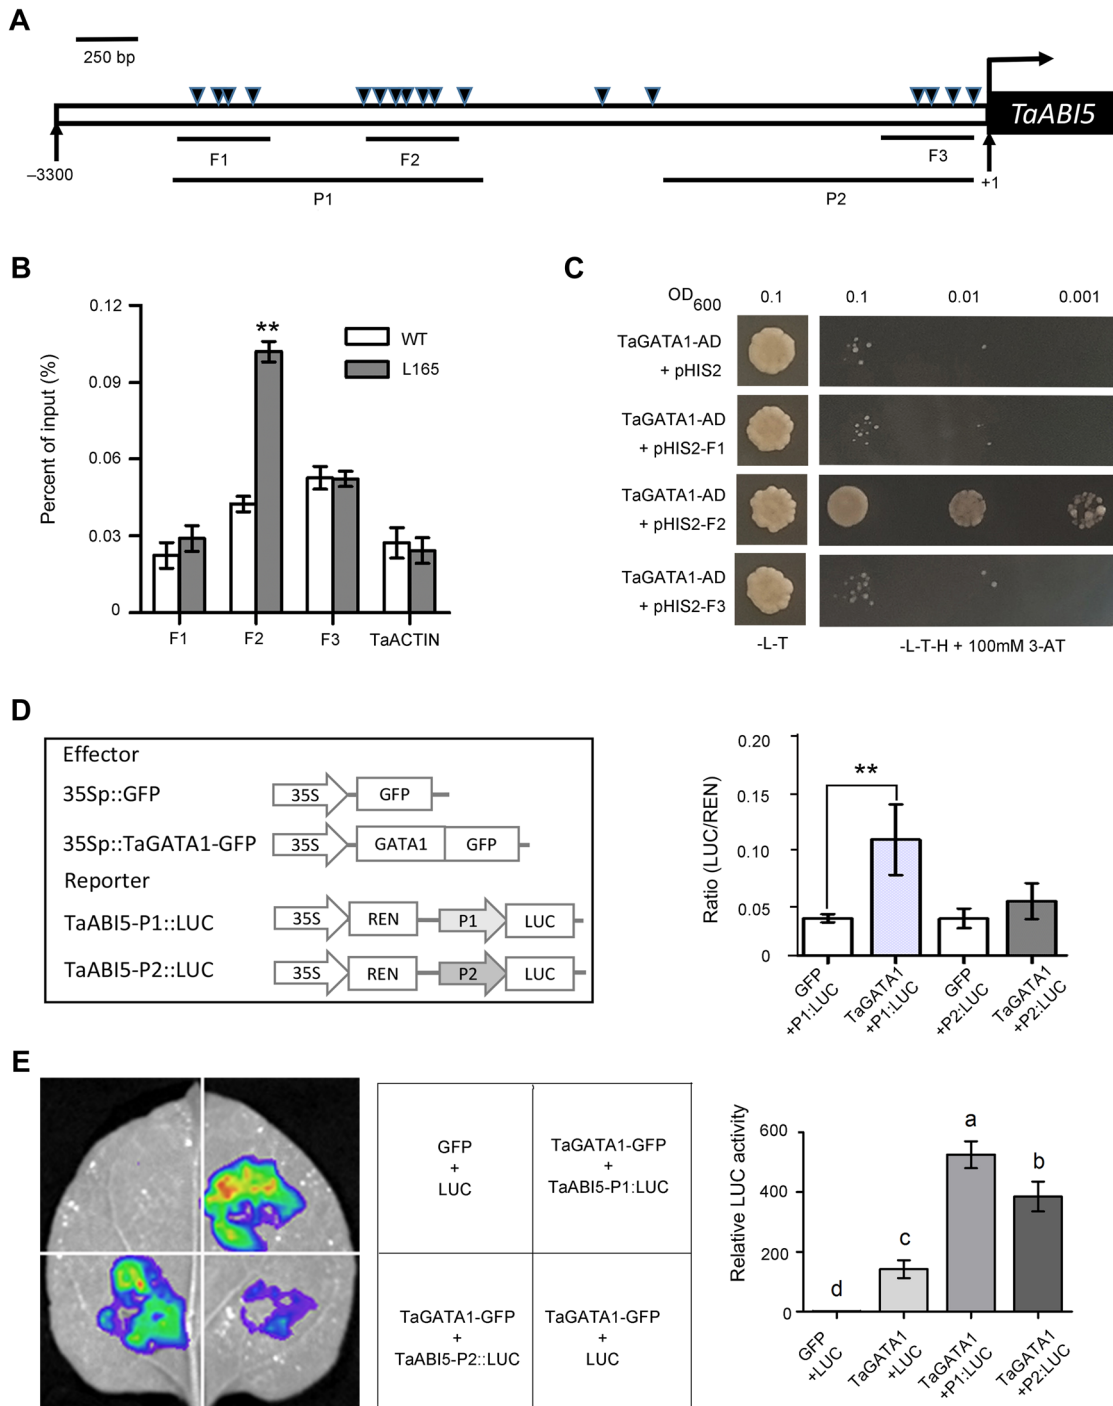 A
250 bp
TaABI5
F1
F2
F3
–3300
P1
P2
+1
B
0.12
0.09
0.06
0.03
0
Percent of input (%)
**
WT
L165
F1
F2
F3
TaACTIN
C
OD600
0.1
0.1
0.01
0.001
TaGATA1-AD
+ pHIS2
TaGATA1-AD
+ pHIS2-F1
TaGATA1-AD
+ pHIS2-F2
TaGATA1-AD
+ pHIS2-F3
-L-T
-L-T-H + 100mM 3-AT
D
Effector
35Sp::GFP
35S
GFP
35Sp::TaGATA1-GFP
35S
GATA1
GFP
Reporter
TaABI5-P1::LUC
35S
REN
P1
LUC
TaABI5-P2::LUC
35S
REN
P2
LUC
0.20
0.15
0.10
0.05
0
Ratio (LUC/REN)
**
GFP
+P1:LUC
TaGATA1
+P1:LUC
GFP
+P2:LUC
TaGATA1
+P2:LUC
E
GFP
+
LUC
TaGATA1-GFP
+
TaABI5-P1:LUC
TaGATA1-GFP
+
TaABI5-P2::LUC
TaGATA1-GFP
+
LUC
600
400
200
0
Relative LUC activity
d
c
a
b
GFP
+LUC
TaGATA1
+LUC
TaGATA1
+P1:LUC
TaGATA1
+P2:LUC